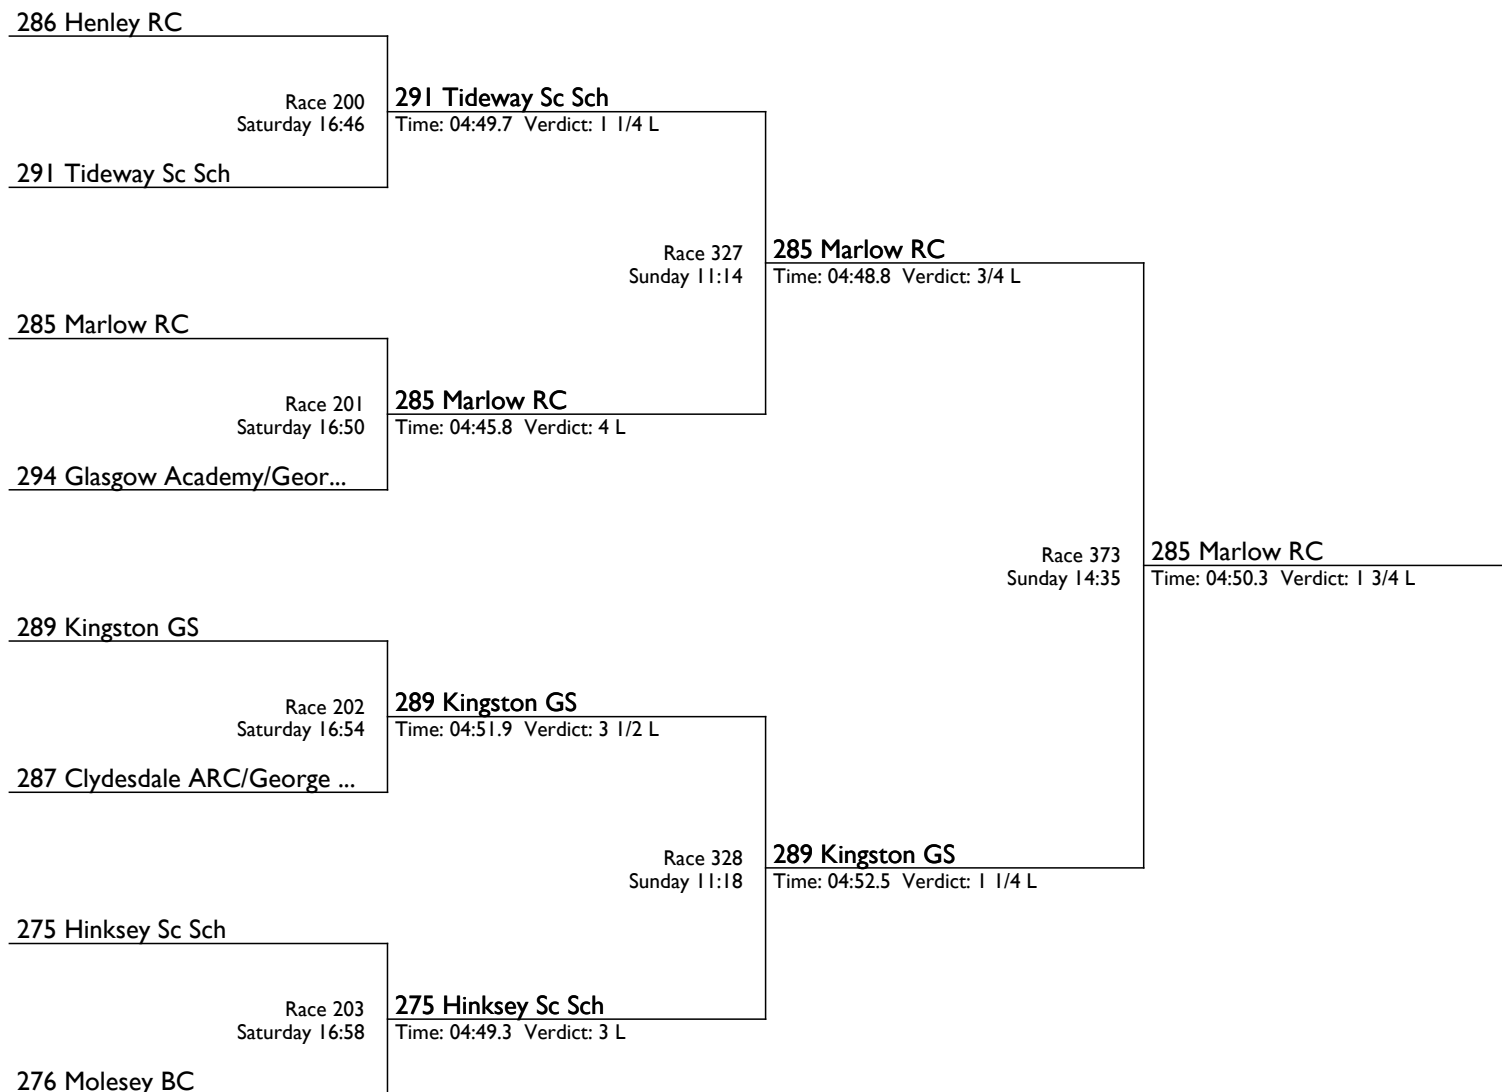 286 Henley RC
Race 200
Saturday 16:46
291 Tideway Sc Sch
Time: 04:49.7 Verdict: 1 1/4 L
291 Tideway Sc Sch
Race 327
Sunday 11:14
285 Marlow RC
Time: 04:48.8 Verdict: 3/4 L
285 Marlow RC
Race 201
Saturday 16:50
285 Marlow RC
Time: 04:45.8 Verdict: 4 L
294 Glasgow Academy/Geor...
Race 373
Sunday 14:35
285 Marlow RC
Time: 04:50.3 Verdict: 1 3/4 L
289 Kingston GS
Race 202
Saturday 16:54
289 Kingston GS
Time: 04:51.9 Verdict: 3 1/2 L
287 Clydesdale ARC/George ...
Race 328
Sunday 11:18
289 Kingston GS
Time: 04:52.5 Verdict: 1 1/4 L
275 Hinksey Sc Sch
Race 203
Saturday 16:58
275 Hinksey Sc Sch
Time: 04:49.3 Verdict: 3 L
276 Molesey BC